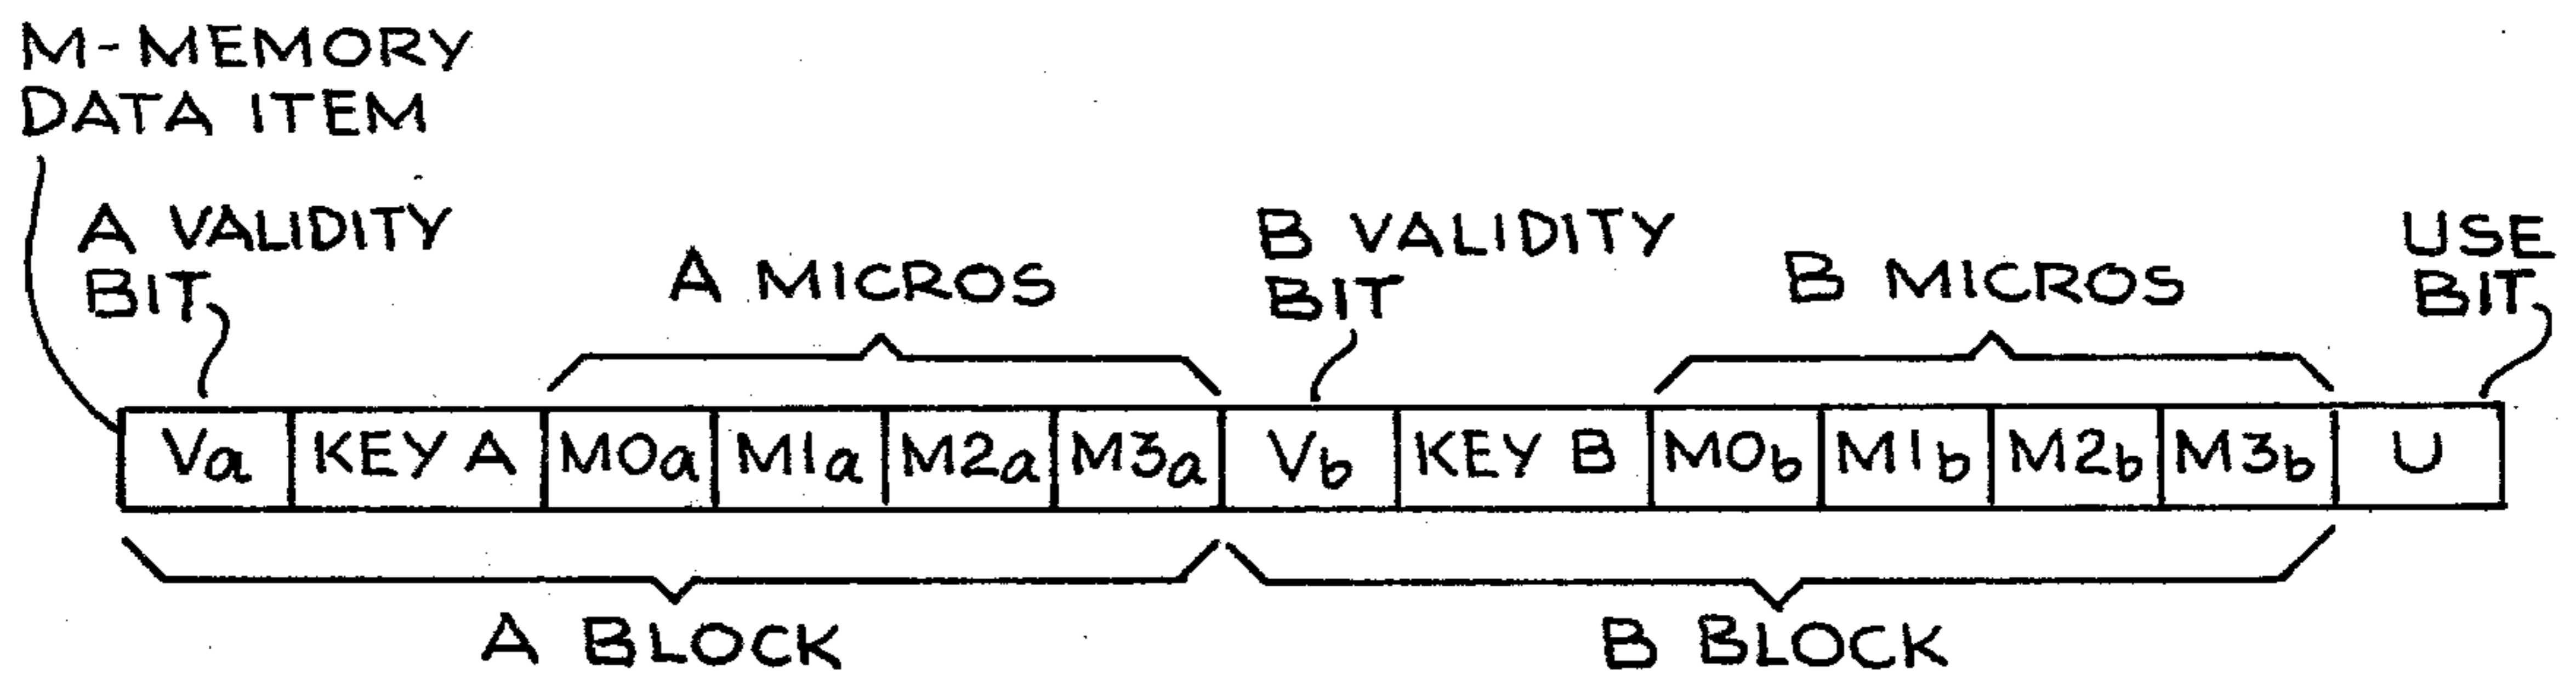 M-MEMORY
DATA ITEM
A VALIDITY
BIT
A MICROS
B VALIDITY
BIT
B MICROS
USE
BIT
Va KEY A M0a M1a M2a M3a Vb KEY B M0b M1b M2b M3b U
A BLOCK B BLOCK